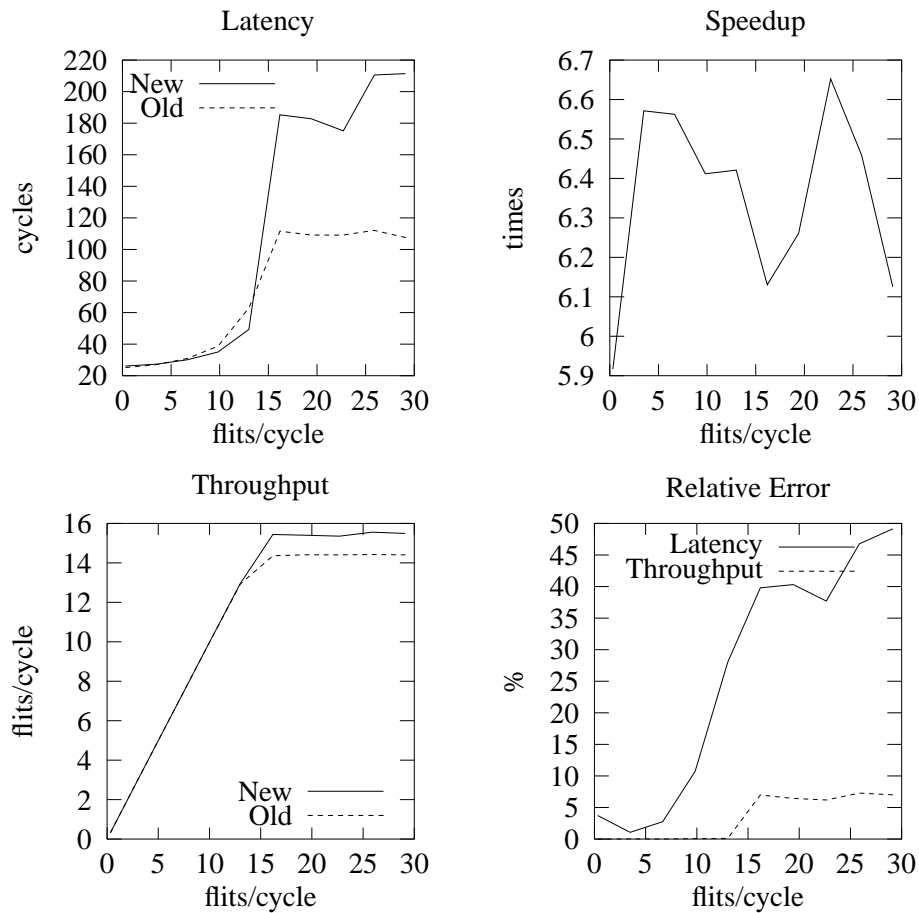 Latency
220
200
180
160
140
120
100
80
60
40
20
New
Old
cycles
0 5 10 15 20 25 30
flits/cycle
Speedup
6.7
6.6
6.5
6.4
6.3
6.2
6.1
6
5.9
times
0 5 10 15 20 25 30
flits/cycle
Throughput
16
14
12
10
8
6
4
2
0
flits/cycle
New
Old
0 5 10 15 20 25 30
flits/cycle
Relative Error
50
45
40
35
30
25
20
15
10
5
0
Latency
Throughput
%
0 5 10 15 20 25 30
flits/cycle